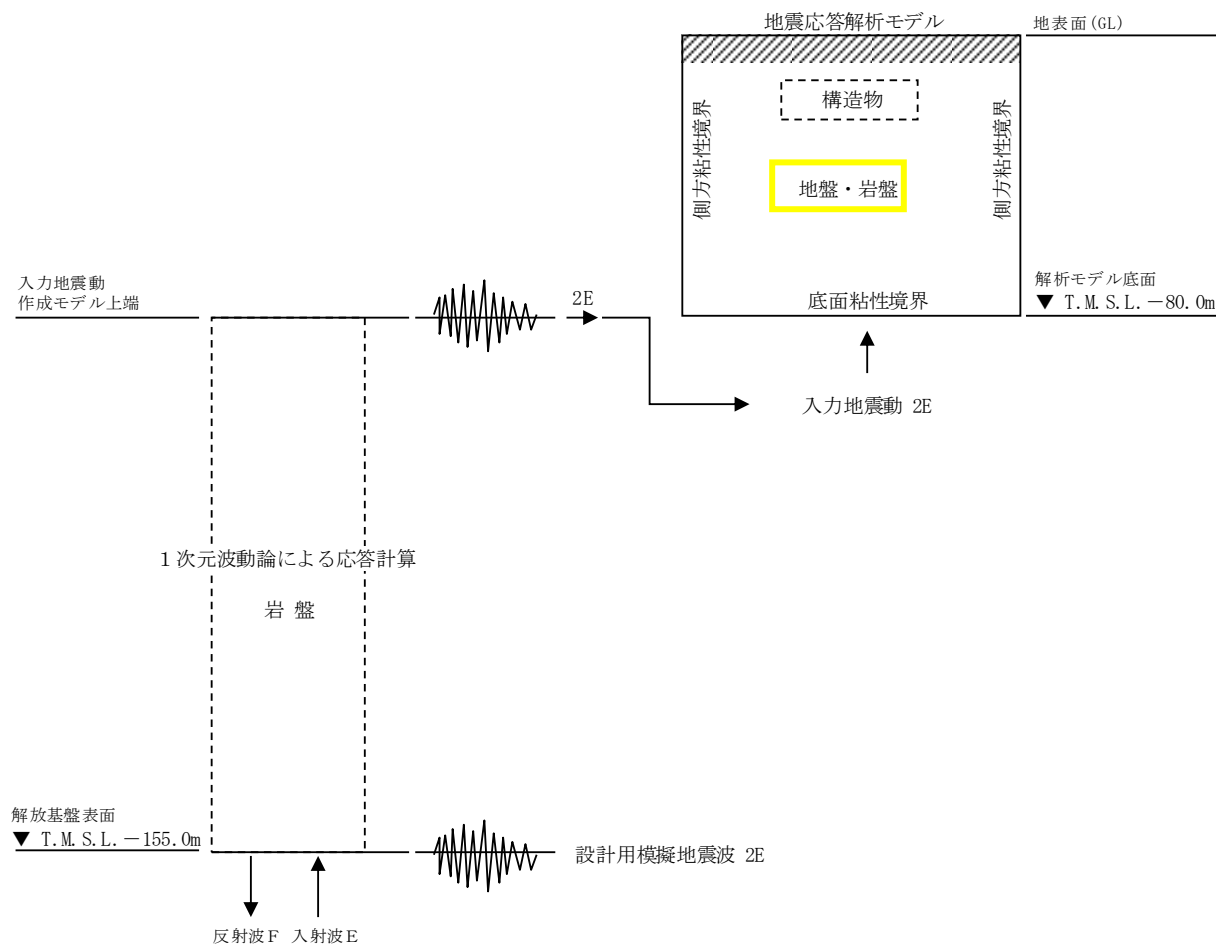 地震応答解析モデル
地表面(GL)
構造物
側方粘性境界
側方粘性境界
地盤・岩盤
入力地震動
作成モデル上端
2E
底面粘性境界
解析モデル底面
▼ T.M.S.L.－80.0m
入力地震動 2E
1次元波動論による応答計算
岩 盤
解放基盤表面
▼ T.M.S.L.－155.0m
設計用模擬地震波 2E
反射波F 入射波E